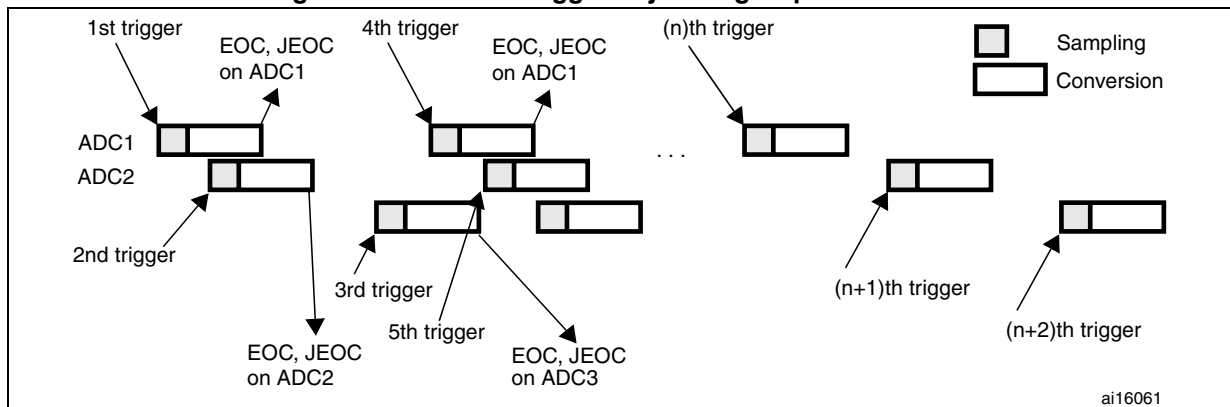 1st trigger
EOC, JEOC
on ADC1
4th trigger
EOC, JEOC
on ADC1
(n)th trigger
Sampling
Conversion
ADC1
ADC2
. . .
2nd trigger
3rd trigger
5th trigger
(n+1)th trigger
(n+2)th trigger
EOC, JEOC
on ADC2
EOC, JEOC
on ADC3
ai16061